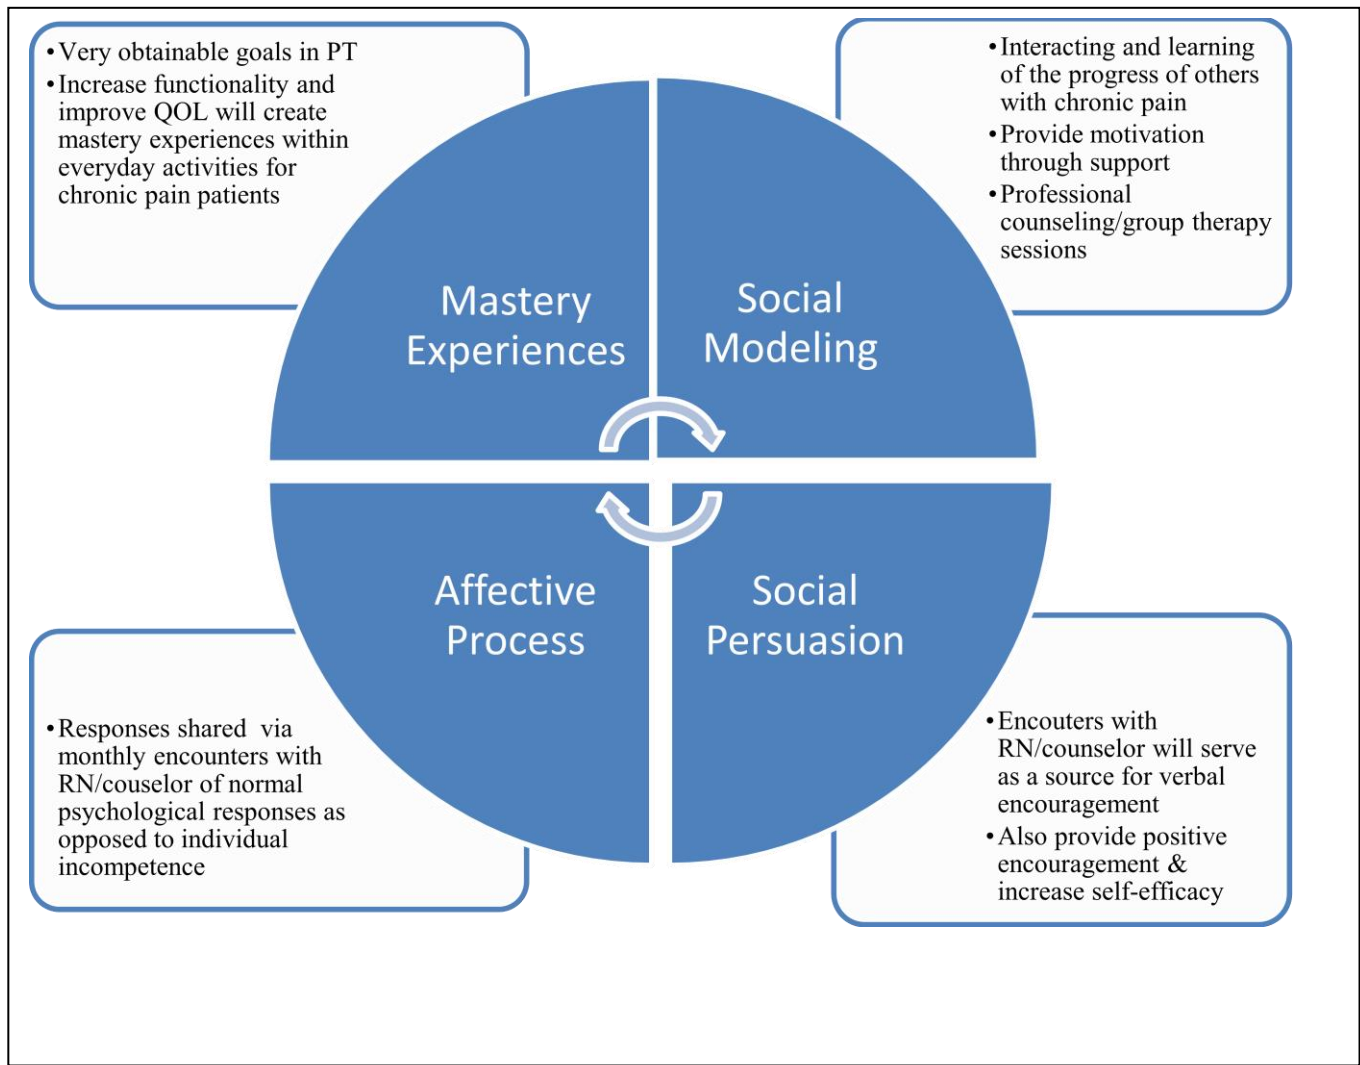 •Very obtainable goals in PT
•Increase functionality and
improve QOL will create
mastery experiences within
everyday activities for
chronic pain patients
•Interacting and learning
of the progress of others
with chronic pain
•Provide motivation
through support
•Professional
counseling/group therapy
sessions
Mastery
Experiences
Social
Modeling
Affective
Process
Social
Persuasion
•Responses shared via
monthly encounters with
RN/couselor of normal
psychological responses as
opposed to individual
incompetence
•Encouters with
RN/counselor will serve
as a source for verbal
encouragement
•Also provide positive
encouragement &
increase self-efficacy